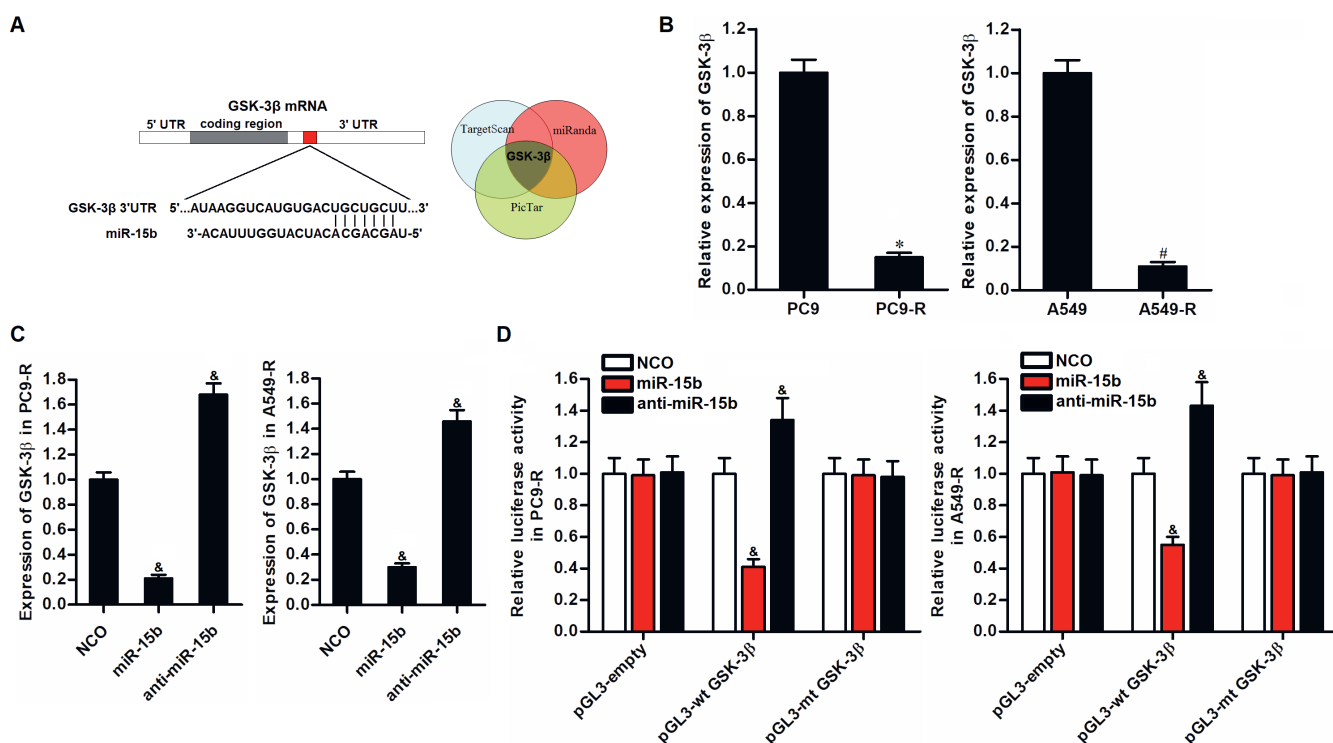 A
GSK-3β mRNA
5' UTR coding region 3' UTR
GSK-3β 3'UTR 5'...AUAAGGUCAUGUGACUGCUGCUU...3'
miR-15b 3'-ACAUUUGGUACUACACGACGAU-5'
TargetScan miRanda
GSK-3β
PicTar
B
Relative expression of GSK-3β
1.2
1.0
0.8
0.6
0.4
0.2
0.0
*
PC9 PC9-R
Relative expression of GSK-3β
1.2
1.0
0.8
0.6
0.4
0.2
0.0
#
A549 A549-R
C
Expression of GSK-3β in PC9-R
1.8
1.6
1.4
1.2
1.0
0.8
0.6
0.4
0.2
0.0
&
&
NCO miR-15b anti-miR-15b
Expression of GSK-3β in A549-R
1.8
1.6
1.4
1.2
1.0
0.8
0.6
0.4
0.2
0.0
&
&
NCO miR-15b anti-miR-15b
D
NCO
miR-15b
anti-miR-15b
Relative luciferase activity
in PC9-R
1.6
1.4
1.2
1.0
0.8
0.6
0.4
0.2
0.0
&
&
pGL3-empty pGL3-wt GSK-3β pGL3-mt GSK-3β
NCO
miR-15b
anti-miR-15b
Relative luciferase activity
in A549-R
1.6
1.4
1.2
1.0
0.8
0.6
0.4
0.2
0.0
&
&
pGL3-empty pGL3-wt GSK-3β pGL3-mt GSK-3β